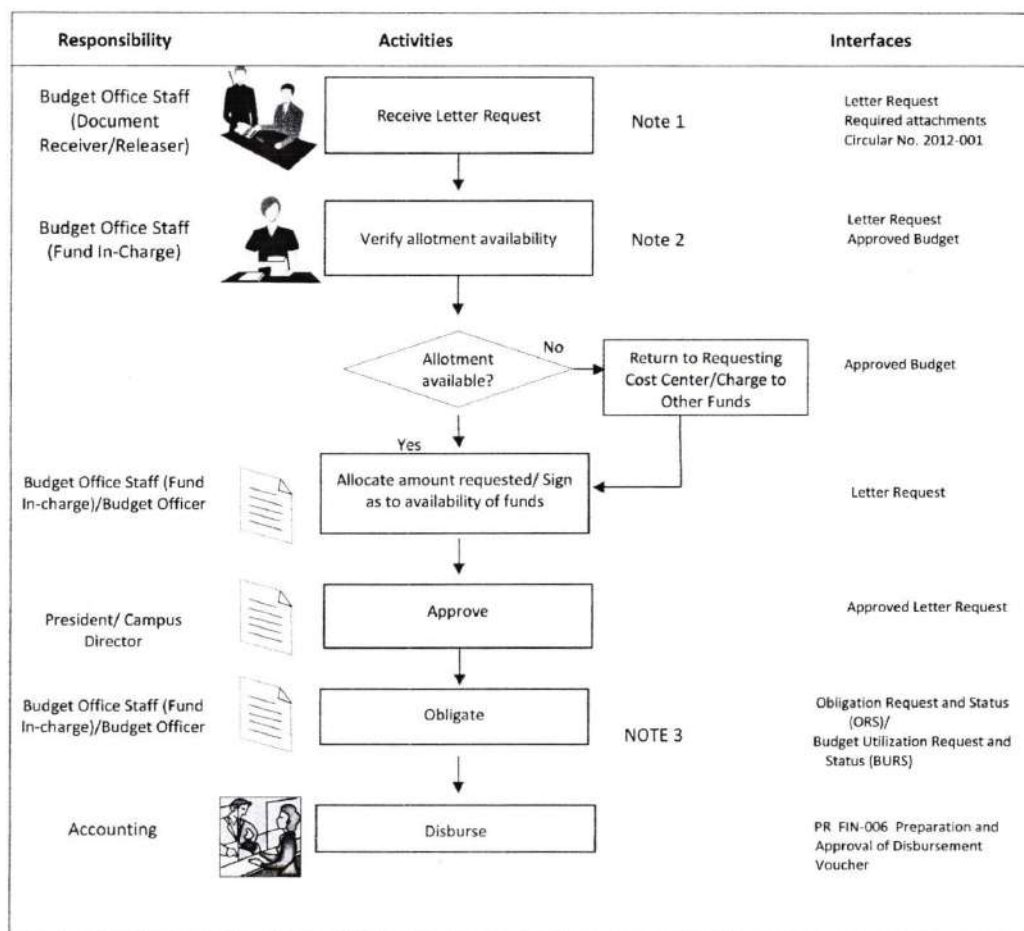 Responsibility Activities Interfaces
Budget Office Staff
(Document
Receiver/Releaser)
Receive Letter Request
Note 1
Letter Request
Required attachments
Circular No. 2012-001
Budget Office Staff
(Fund In-Charge)
Verify allotment availability
Note 2
Letter Request
Approved Budget
Allotment
available?
No
Return to Requesting
Cost Center/Charge to
Other Funds
Approved Budget
Yes
Budget Office Staff (Fund
In-charge)/Budget Officer
Allocate amount requested/ Sign
as to availability of funds
Letter Request
President/ Campus
Director
Approve
Approved Letter Request
Budget Office Staff (Fund
In-charge)/Budget Officer
Obligate
NOTE 3
Obligation Request and Status
(ORS)/
Budget Utilization Request and
Status (BURS)
Accounting
Disburse
PR FIN-006 Preparation and
Approval of Disbursement
Voucher